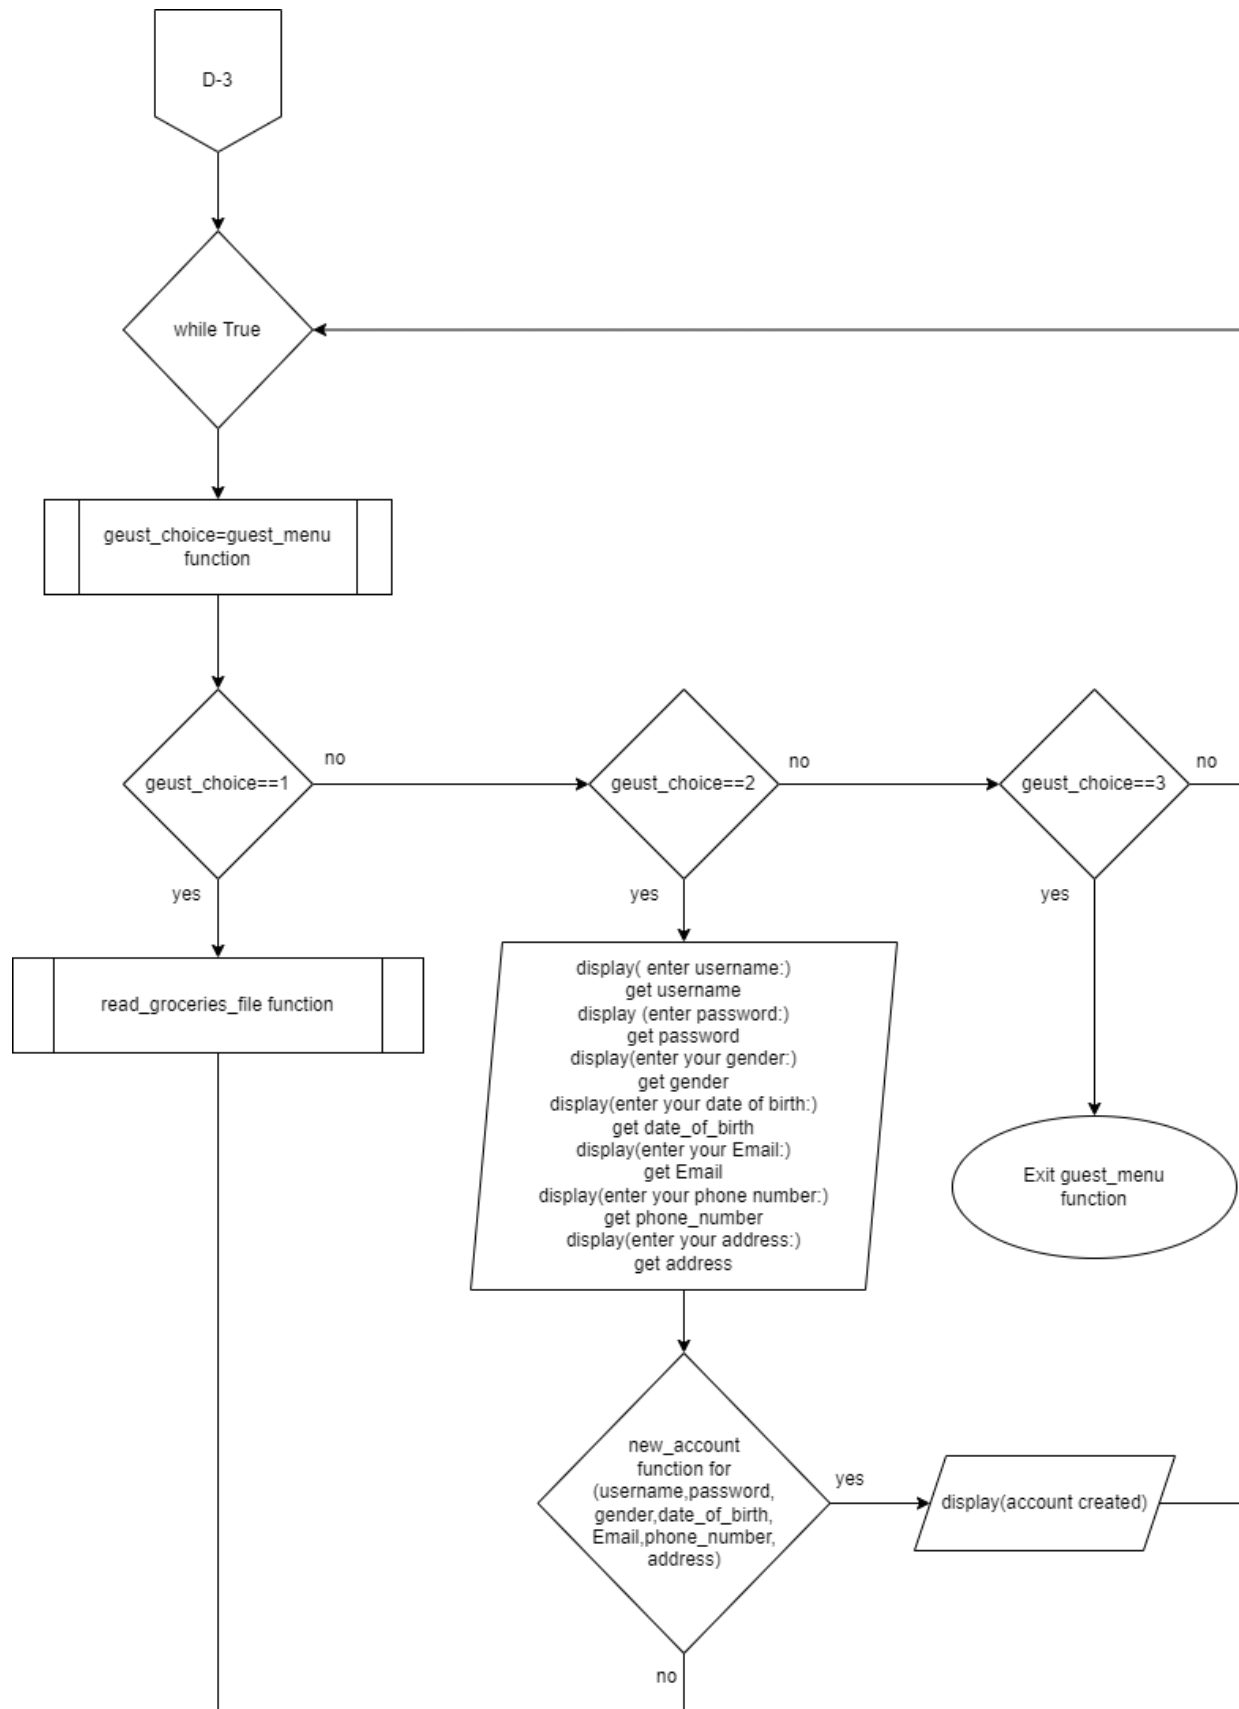 D-3
while True
geust_choice=guest_menu
function
geust_choice==1
no
geust_choice==2
no
geust_choice==3
no
yes
yes
yes
read_groceries_file function
display( enter username:)
get username
display (enter password:)
get password
display(enter your gender:)
get gender
display(enter your date of birth:)
get date_of_birth
display(enter your Email:)
get Email
display(enter your phone number:)
get phone_number
display(enter your address:)
get address
Exit guest_menu
function
new_account
function for
(username,password,
gender,date_of_birth,
Email,phone_number,
address)
yes
display(account created)
no